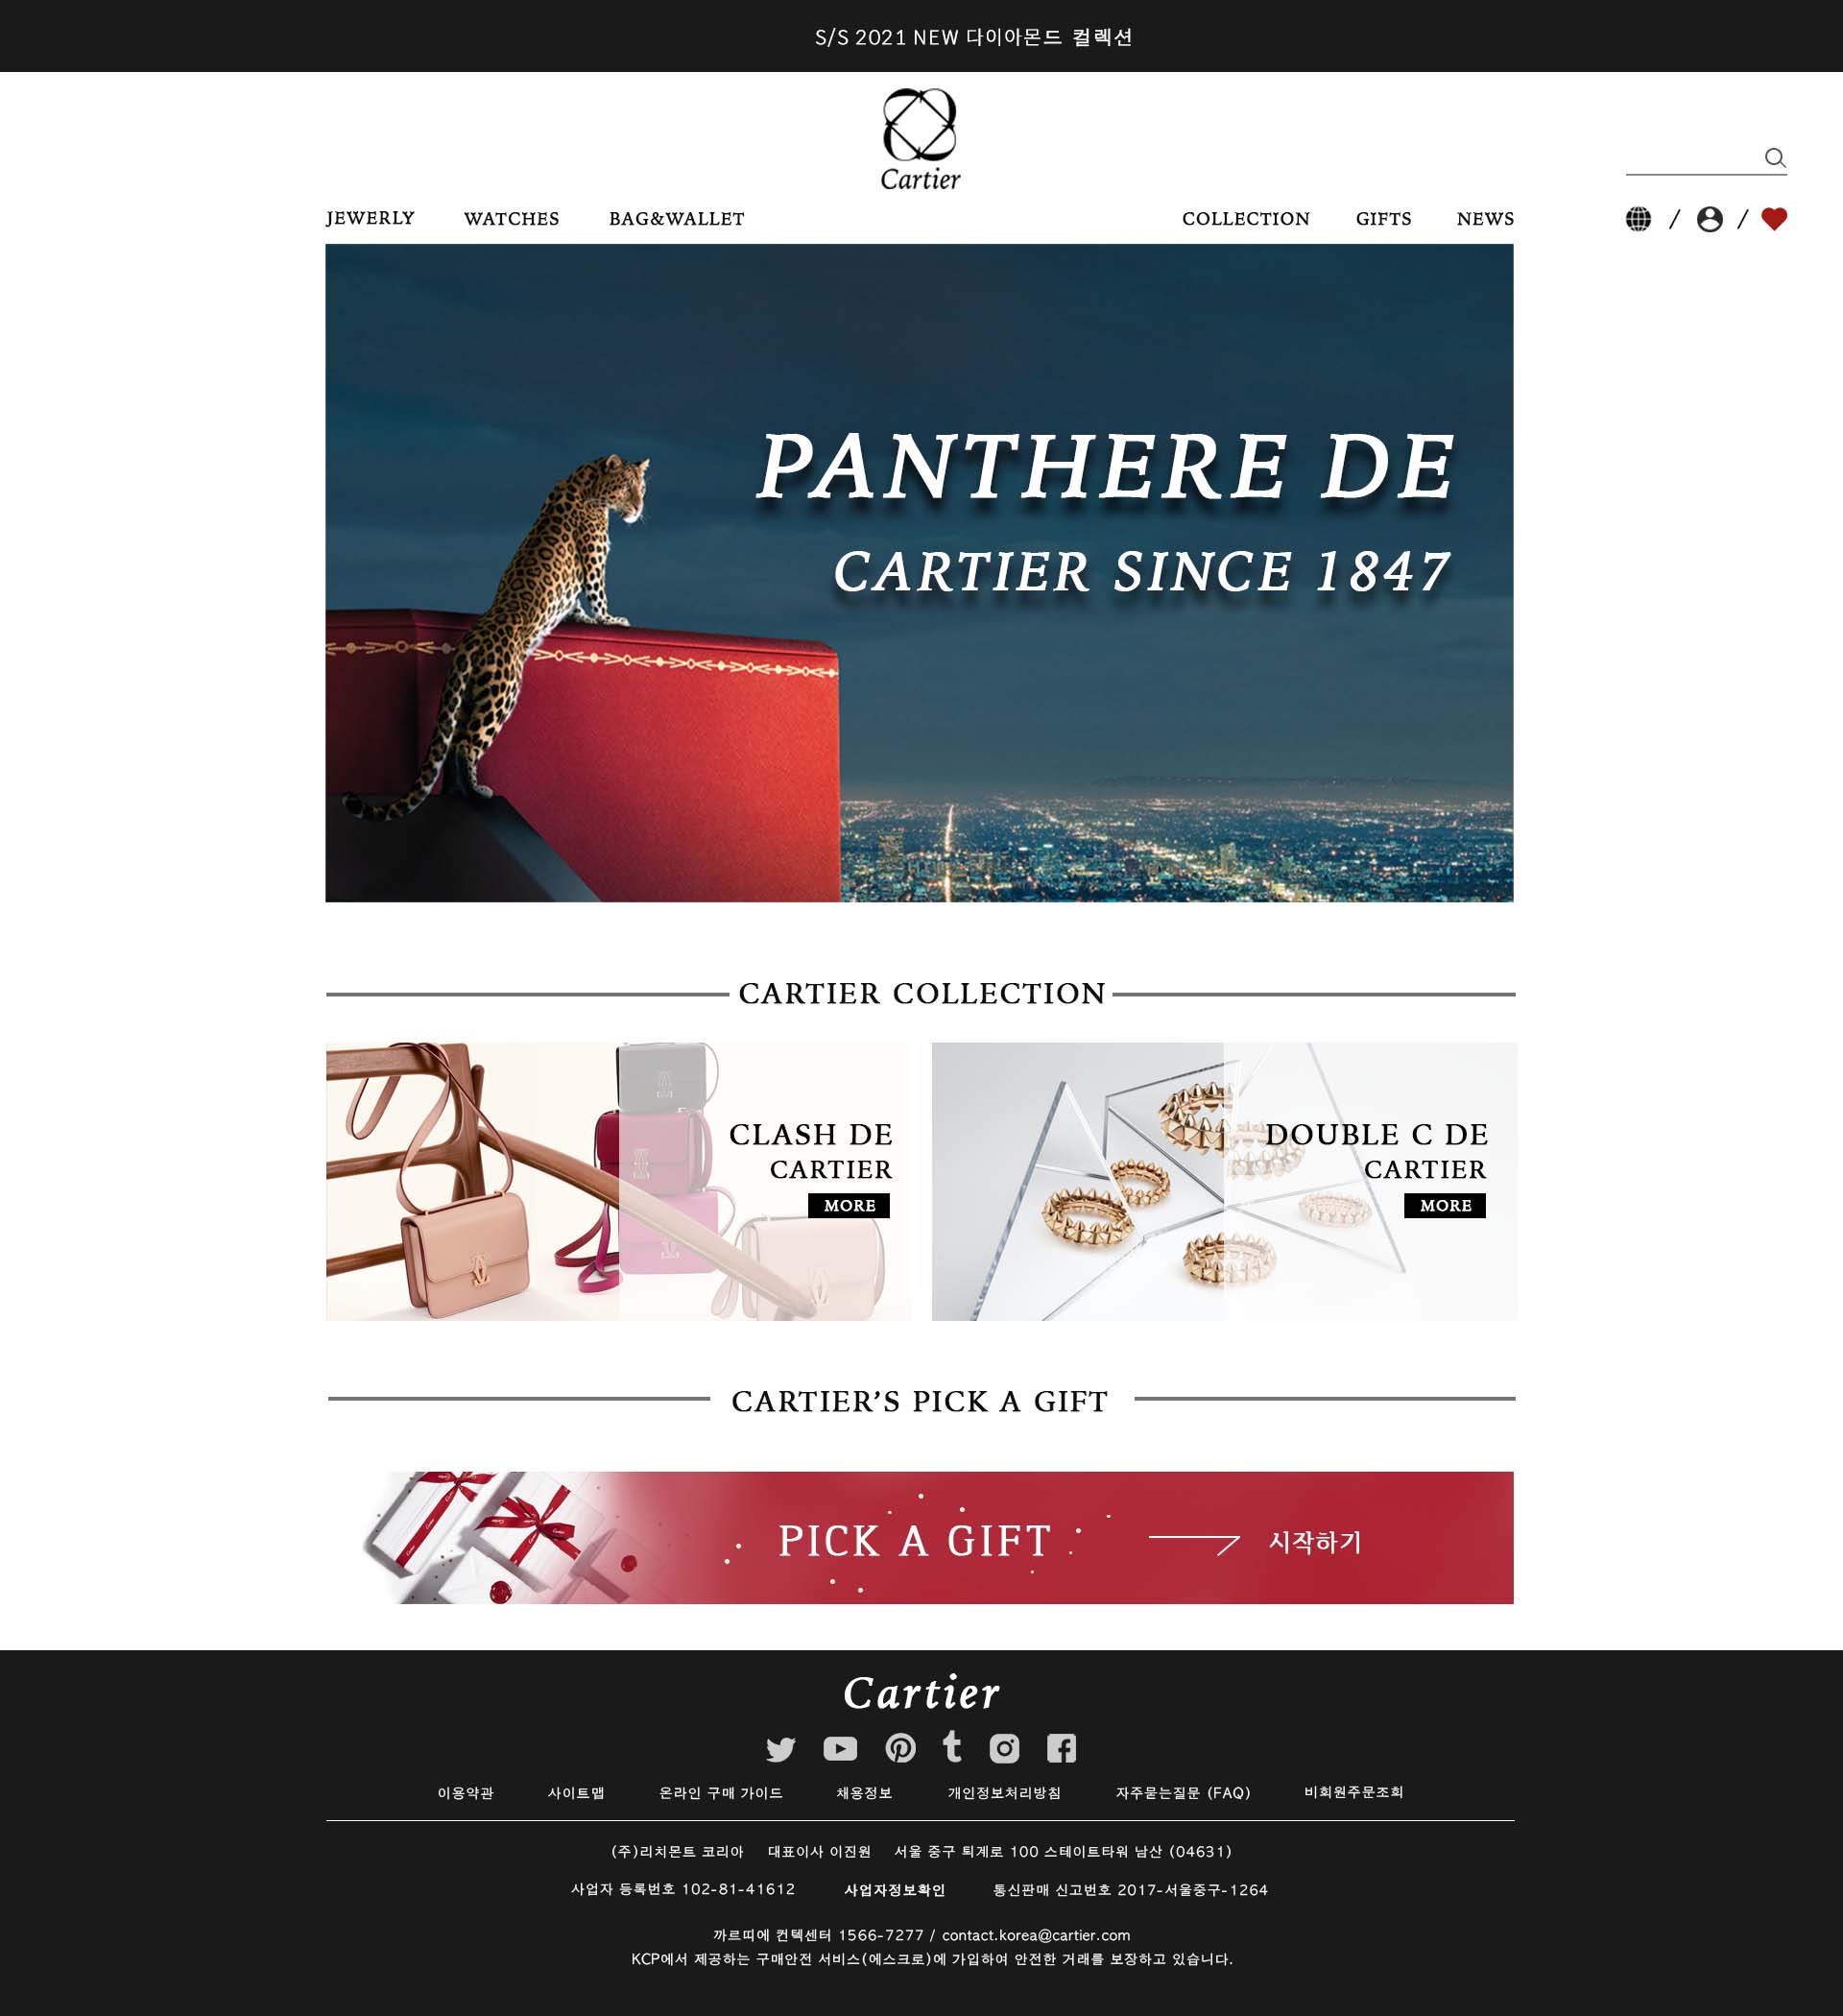 S/S 2021 NEW 다이아몬드 컬렉션
Cartier
JEWERLY WATCHES BAG&WALLET COLLECTION GIFTS NEWS
PANTHERE DE
CARTIER SINCE 1847
CARTIER COLLECTION
CLASH DE
CARTIER
MORE
DOUBLE C DE
CARTIER
MORE
CARTIER’S PICK A GIFT
PICK A GIFT 시작하기
Cartier
이용약관 사이트맵 온라인 구매 가이드 채용정보 개인정보처리방침 자주묻는질문 (FAQ) 비회원주문조회
(주)리치몬트 코리아 대표이사 이진원 서울 중구 퇴계로 100 스테이트타워 남산 (04631)
사업자 등록번호 102-81-41612 사업자정보확인 통신판매 신고번호 2017-서울중구-1264
까르띠에 컨텍센터 1566-7277 / contact.korea@cartier.com
KCP에서 제공하는 구매안전 서비스(에스크로)에 가입하여 안전한 거래를 보장하고 있습니다.